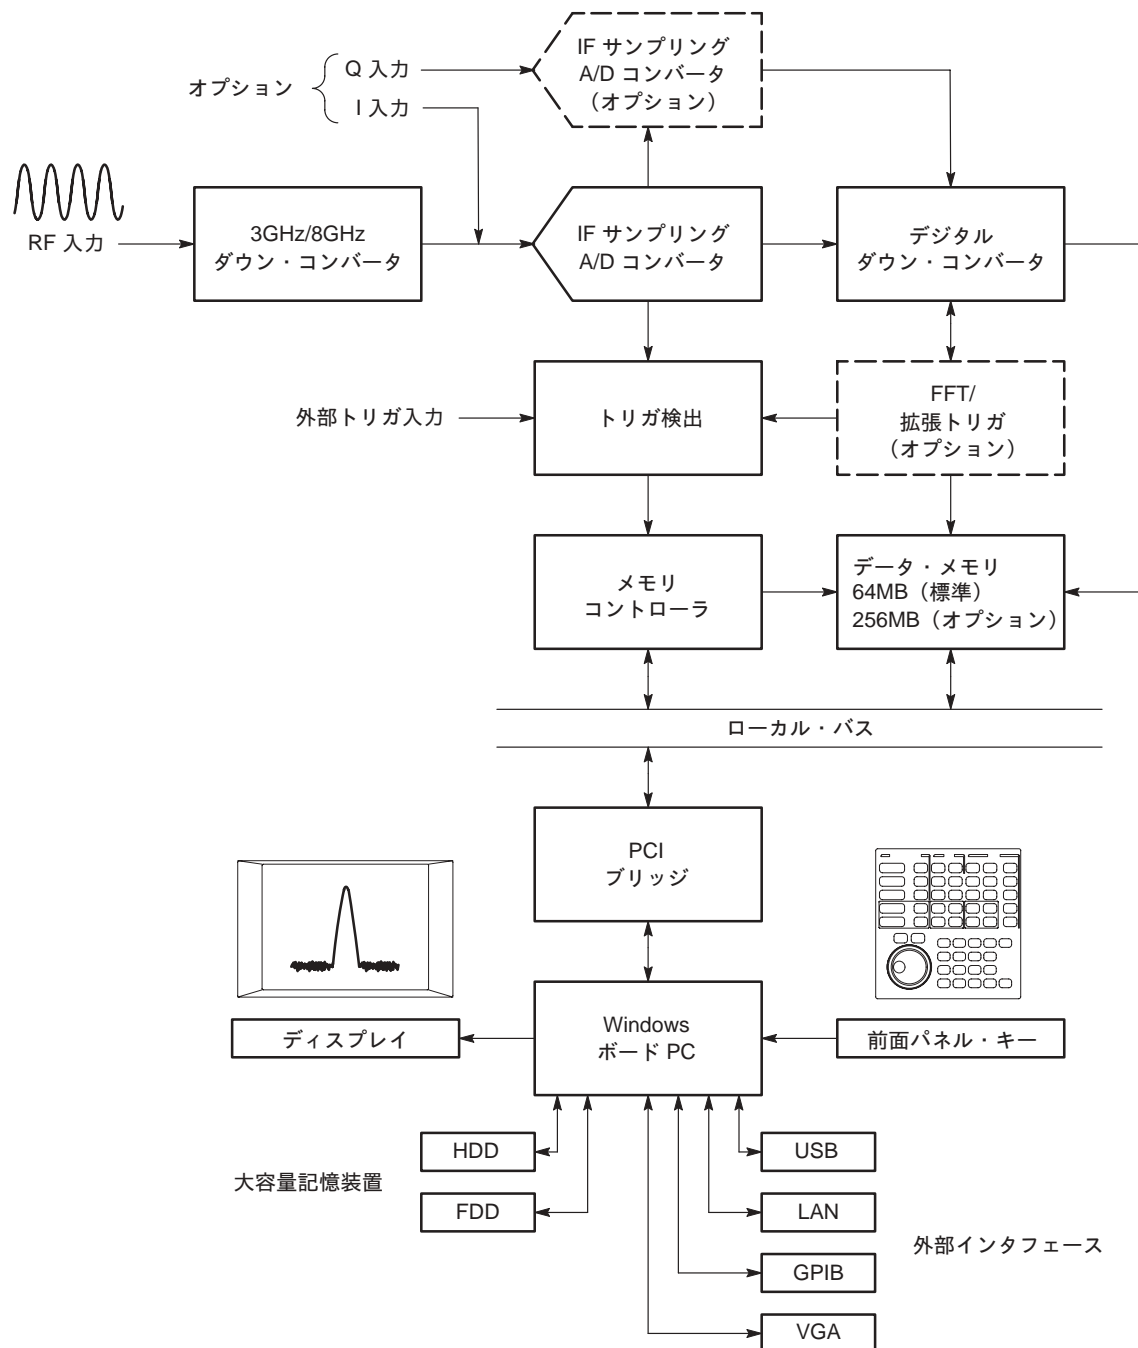 オプション
Q 入力
I 入力
IF サンプリング
A/D コンバータ
（オプション）
RF 入力
3GHz/8GHz
ダウン・コンバータ
IF サンプリング
A/D コンバータ
デジタル
ダウン・コンバータ
外部トリガ入力
トリガ検出
FFT/
拡張トリガ
（オプション）
メモリ
コントローラ
データ・メモリ
64MB（標準）
256MB（オプション）
ローカル・バス
PCI
ブリッジ
ディスプレイ
Windows
ボード PC
前面パネル・キー
大容量記憶装置
HDD
FDD
USB
LAN
GPIB
VGA
外部インタフェース